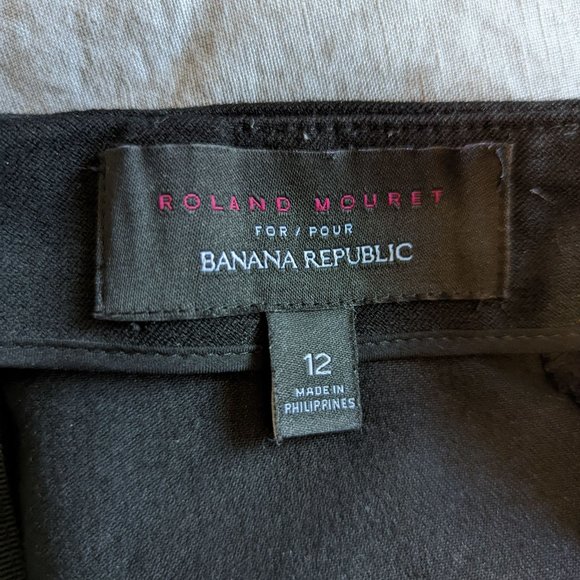 ROLAND MOURET
FOR / POUR
BANANA REPUBLIC
12
MADE IN
PHILIPPINES